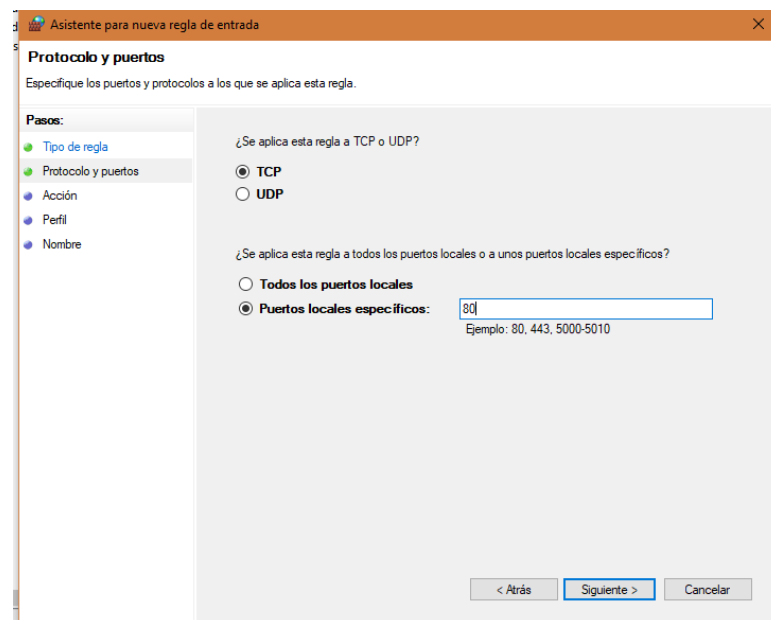 Asistente para nueva regla de entrada
Protocolo y puertos
Especifique los puertos y protocolos a los que se aplica esta regla.
Pasos:
Tipo de regla
Protocolo y puertos
Acción
Perfil
Nombre
¿Se aplica esta regla a TCP o UDP?
TCP
UDP
¿Se aplica esta regla a todos los puertos locales o a unos puertos locales específicos?
Todos los puertos locales
Puertos locales específicos: 80
Ejemplo: 80, 443, 5000-5010
< Atrás Siguiente > Cancelar